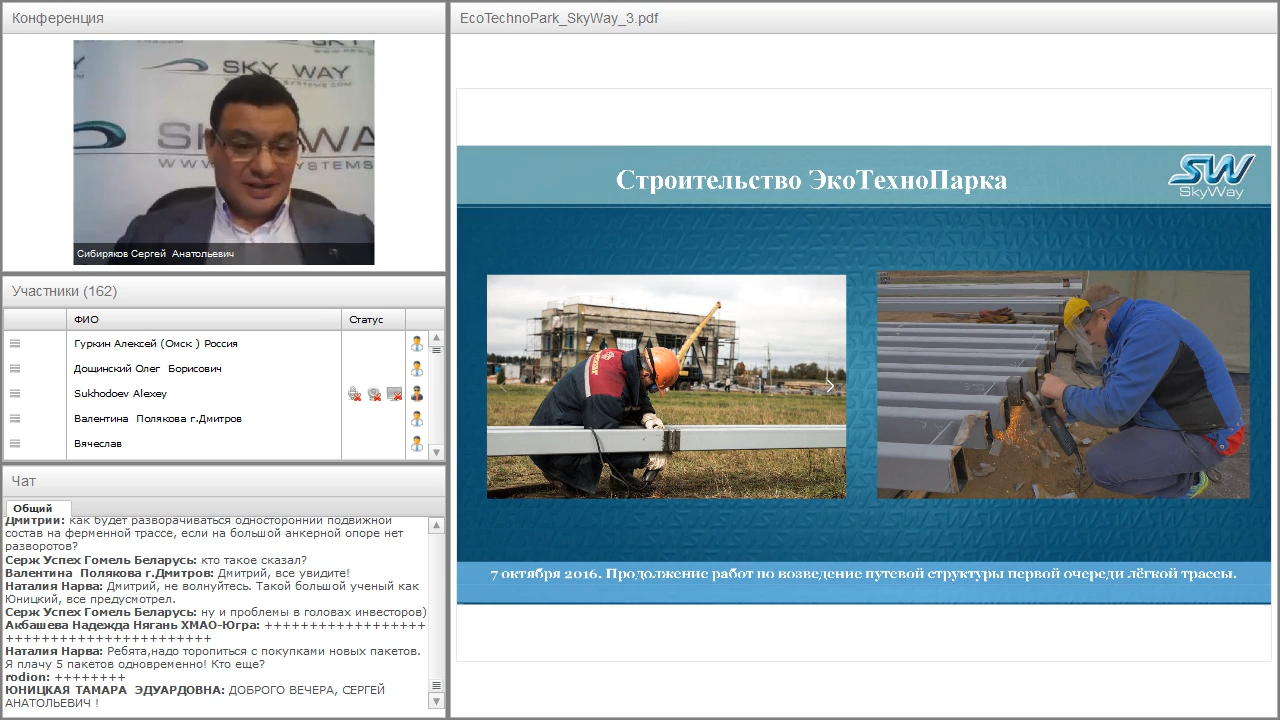 Конференция
SKY WAY
SYSTEMS.COM
SKYWA
WWW
SYSTEMS
Сибиряков Сергей Анатольевич
Участники (162)
ФИО Статус
Гуркин Алексей (Омск ) Россия
Дощинский Олег Борисович
Sukhodoev Alexey
Валентина Полякова г.Дмитров
Вячеслав
Чат
Общий
Дмитрий: как будет разворачиваться односторонний подвижной
состав на ферменной трассе, если на большой анкерной опоре нет
разворотов?
Серж Успех Гомель Беларусь: кто такое сказал?
Валентина Полякова г.Дмитров: Дмитрий, все увидите!
Наталия Нарва: Дмитрий, не волнуйтесь. Такой большой ученый как
Юницкий, все предусмотрел.
Серж Успех Гомель Беларусь: ну и проблемы в головах инвесторов)
Акбашева Надежда Нягань ХМАО-Югра: ++++++++++++++++++
+++++++++++++++++++++++
Наталия Нарва: Ребята,надо торопиться с покупками новых пакетов.
Я плачу 5 пакетов одновременно! Кто еще?
rodion: ++++++++
ЮНИЦКАЯ ТАМАРА ЭДУАРДОВНА: ДОБРОГО ВЕЧЕРА, СЕРГЕЙ
АНАТОЛЬЕВИЧ !
EcoTechnoPark_SkyWay_3.pdf
Строительство ЭкоТехноПарка
SW
SkyWay
7 октября 2016. Продолжение работ по возведение путевой структуры первой очереди лёгкой трассы.